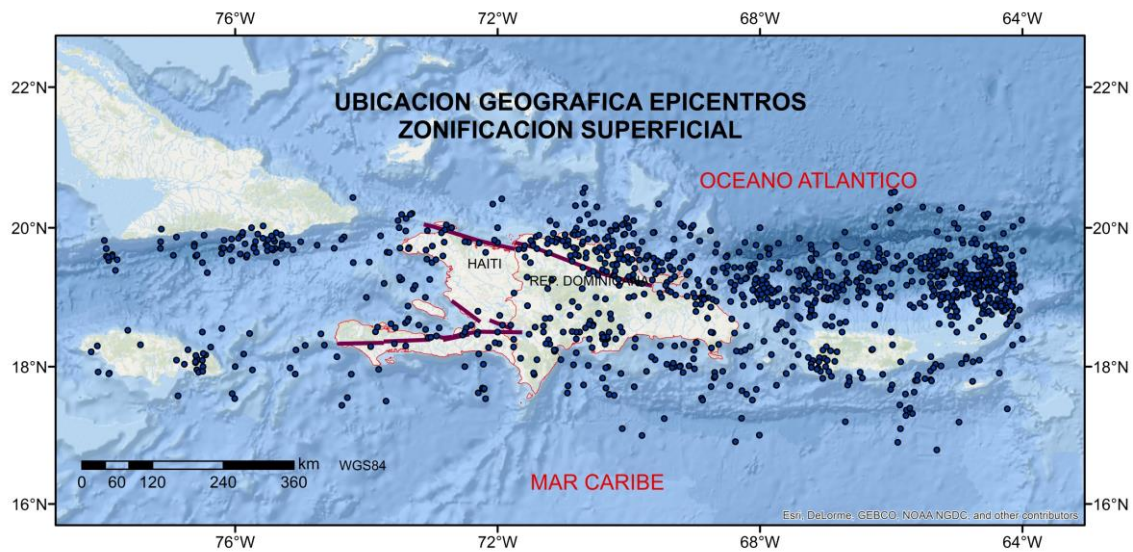 76°W 72°W 68°W 64°W
22°N 22°N
UBICACION GEOGRAFICA EPICENTROS
ZONIFICACION SUPERFICIAL
OCEANO ATLANTICO
20°N 20°N
HAITI
REP. DOMINICANA
18°N 18°N
km WGS84
0 60 120 240 360
MAR CARIBE
16°N 16°N
Esri, DeLorme, GEBCO, NOAA NGDC, and other contributors
76°W 72°W 68°W 64°W